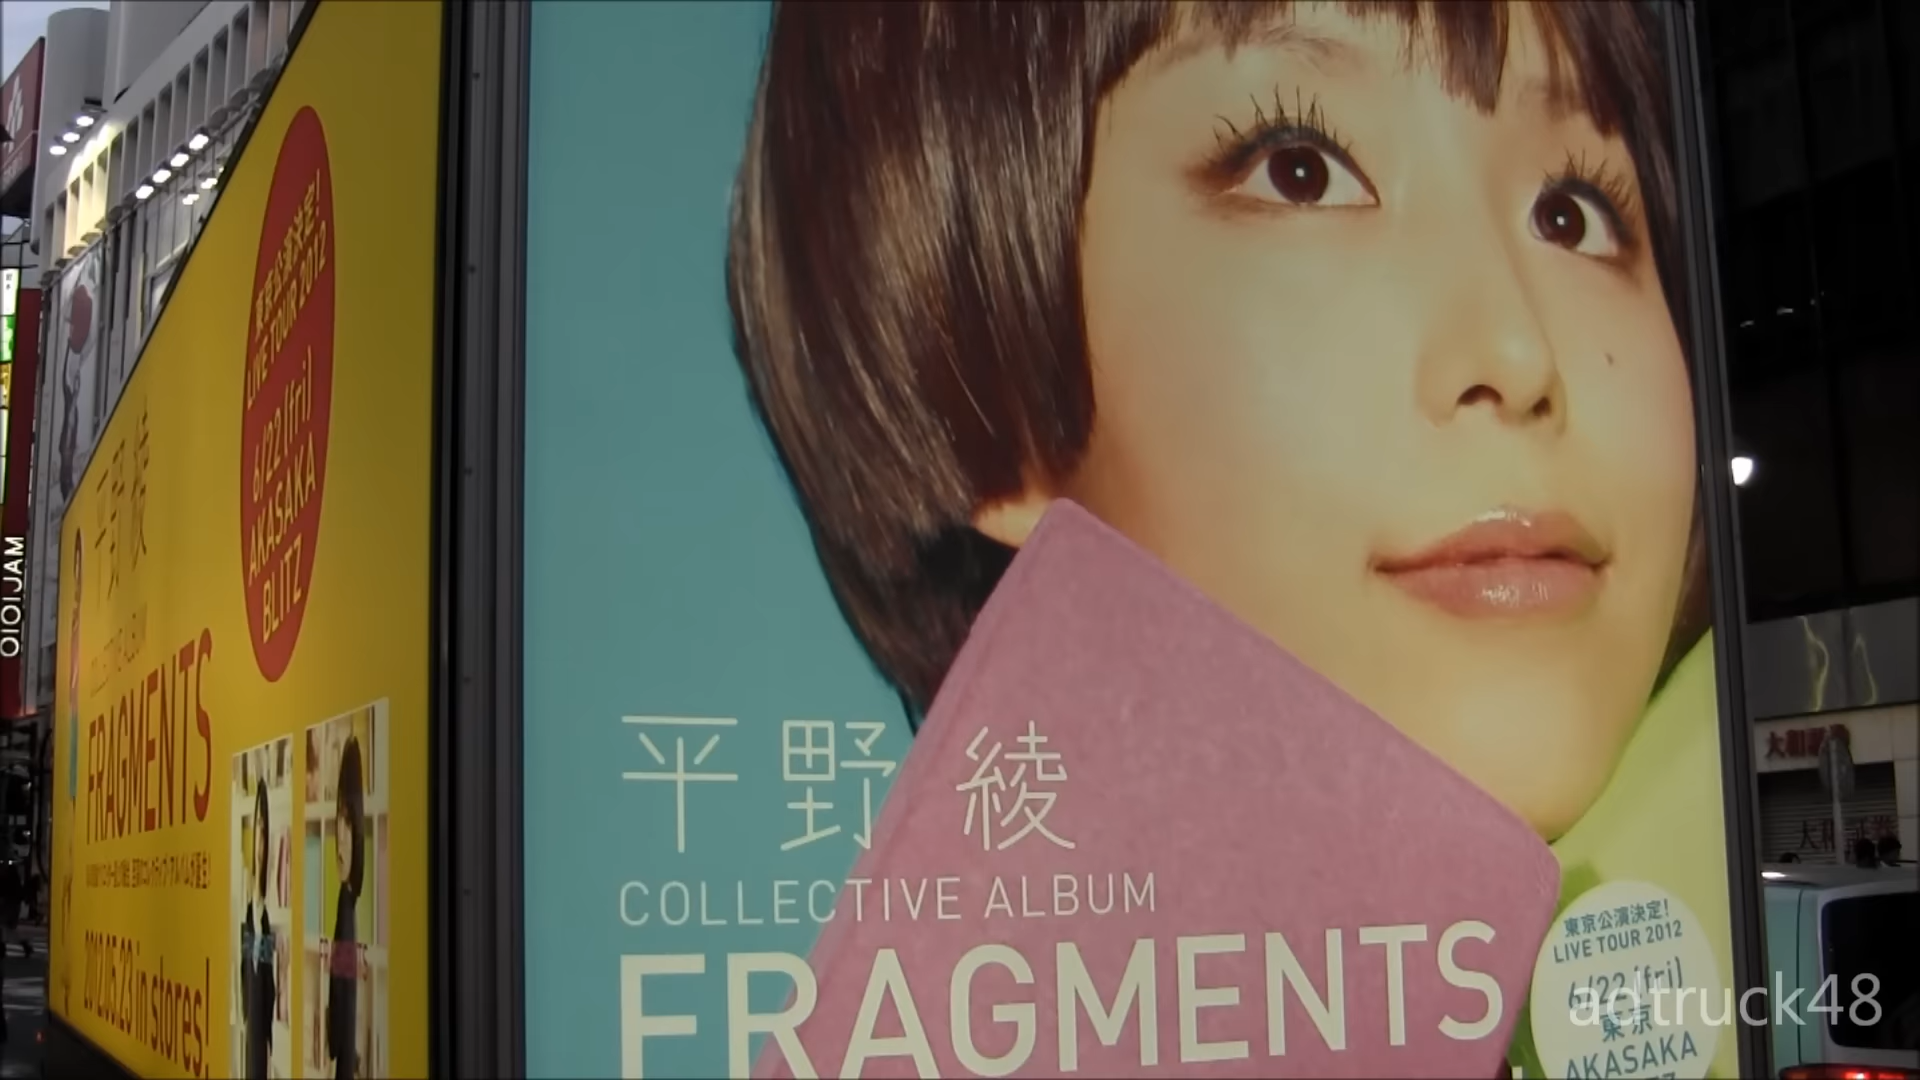 OIOI JAM
東京公演決定!
LIVE TOUR 2012
6/22 (fri)
AKASAKA
BLITZ
平野 綾
COLLECTIVE ALBUM
FRAGMENTS
2012.05.23 in stores!
平野 綾
COLLECTIVE ALBUM
FRAGMENTS
東京公演決定!
LIVE TOUR 2012
6/22 (fri)
東京
AKASAKA
adtruck48